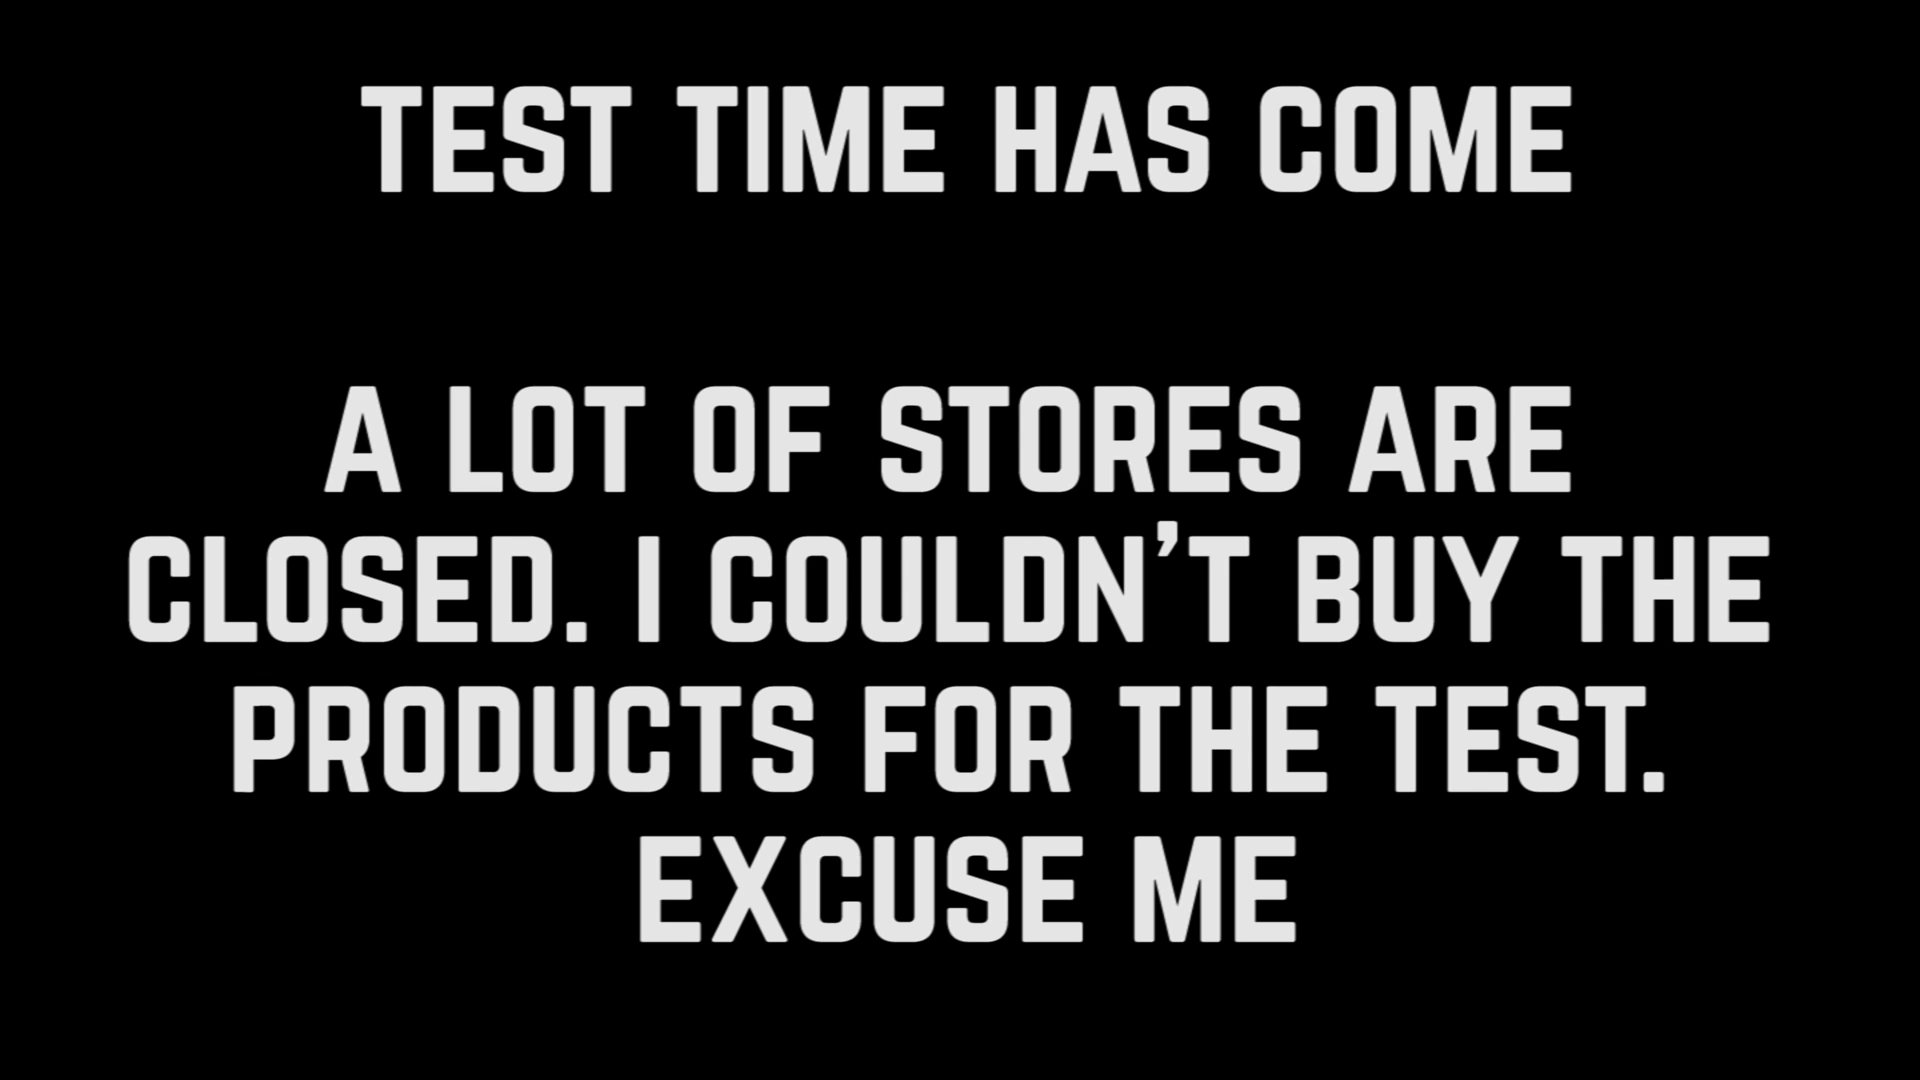 TEST TIME HAS COME
A LOT OF STORES ARE
CLOSED. I COULDN'T BUY THE
PRODUCTS FOR THE TEST.
EXCUSE ME